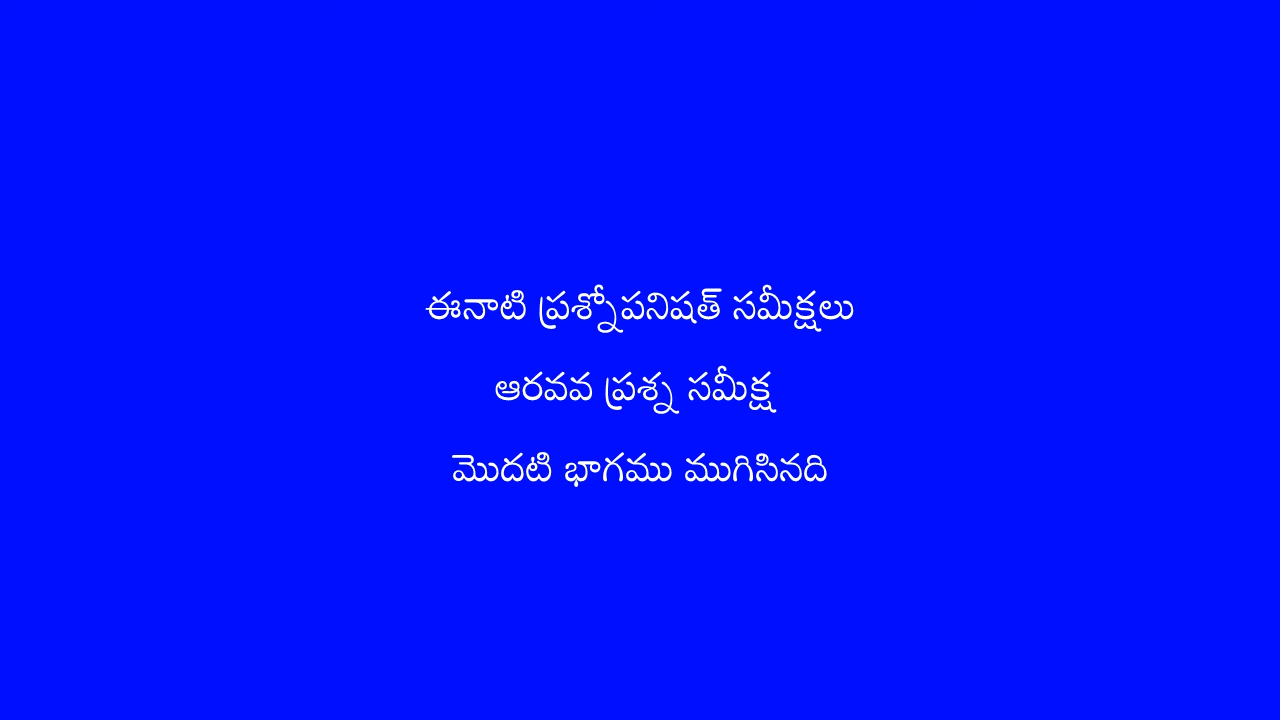 ఈనాటి ప్రశ్నోపనిషత్ సమీక్షలు
ఆరవవ ప్రశ్న సమీక్ష
మొదటి భాగము ముగిసినది